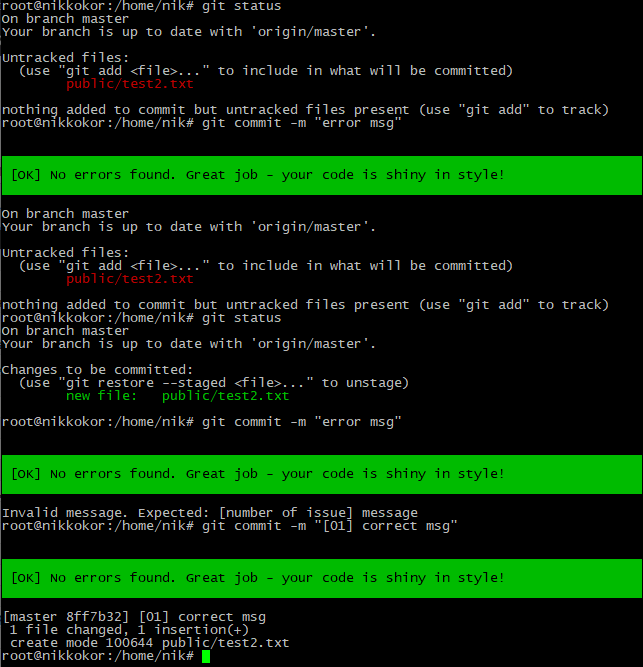 root@nikkokor:/home/nik# git status
On branch master
Your branch is up to date with 'origin/master'.
Untracked files:
(use "git add <file>..." to include in what will be committed)
public/test2.txt
nothing added to commit but untracked files present (use "git add" to track)
root@nikkokor:/home/nik# git commit -m "error msg"
[OK] No errors found. Great job - your code is shiny in style!
On branch master
Your branch is up to date with 'origin/master'.
Untracked files:
(use "git add <file>..." to include in what will be committed)
public/test2.txt
nothing added to commit but untracked files present (use "git add" to track)
root@nikkokor:/home/nik# git status
On branch master
Your branch is up to date with 'origin/master'.
Changes to be committed:
(use "git restore --staged <file>..." to unstage)
new file:   public/test2.txt
root@nikkokor:/home/nik# git commit -m "error msg"
[OK] No errors found. Great job - your code is shiny in style!
Invalid message. Expected: [number of issue] message
root@nikkokor:/home/nik# git commit -m "[01] correct msg"
[OK] No errors found. Great job - your code is shiny in style!
[master 8ff7b32] [01] correct msg
1 file changed, 1 insertion(+)
create mode 100644 public/test2.txt
root@nikkokor:/home/nik#